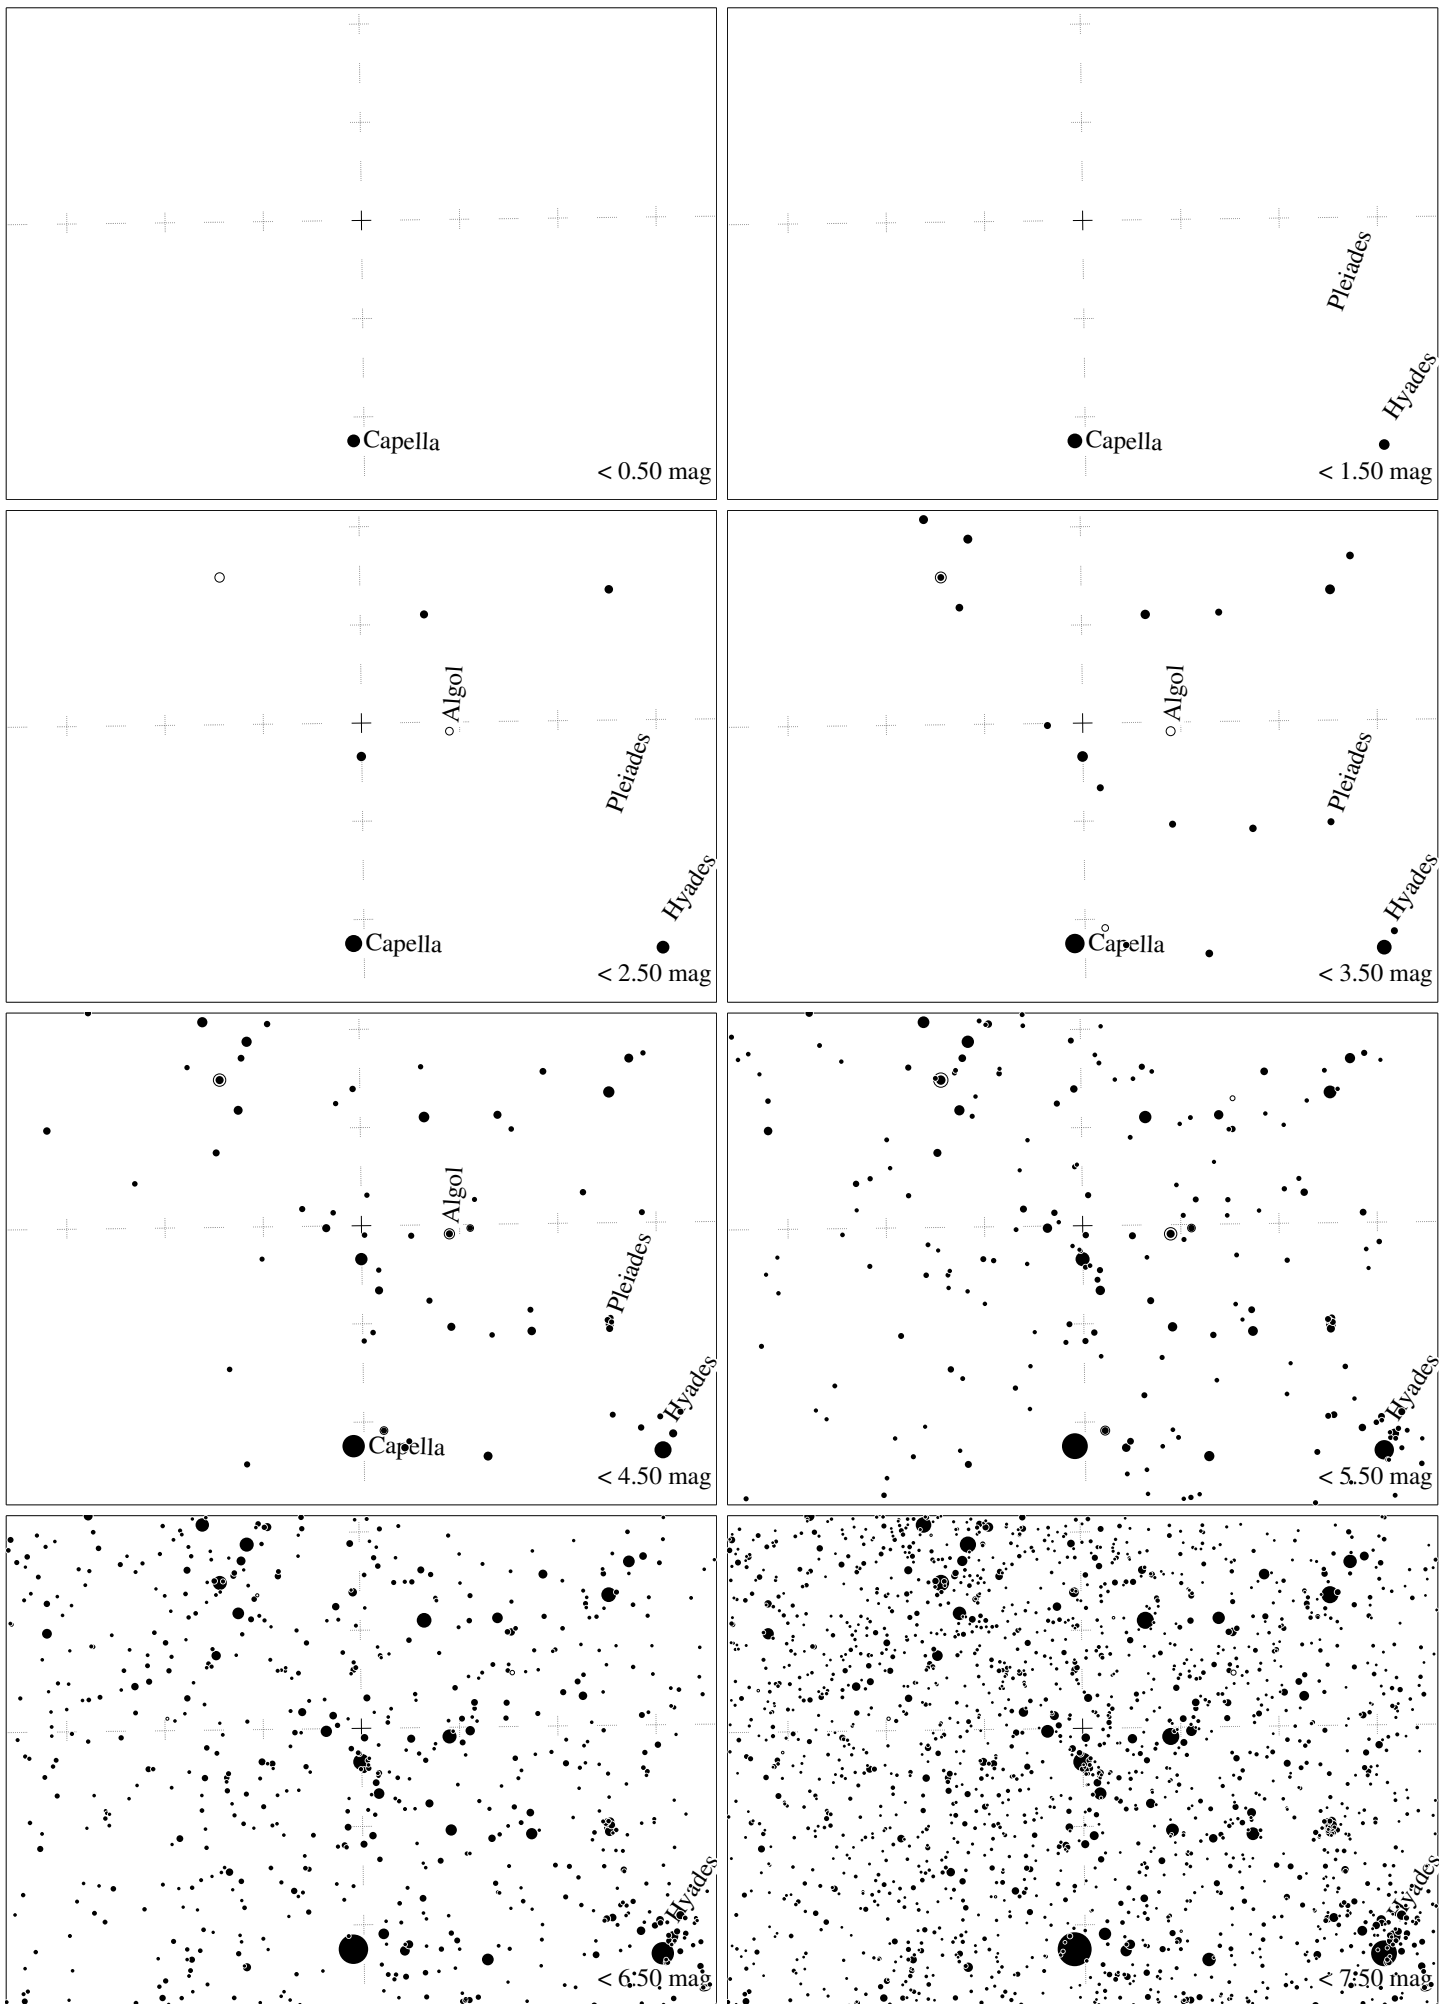 Capella
< 0.50 mag
Pleiades
Hyades
Capella
< 1.50 mag
Algol
Pleiades
Hyades
Capella
< 2.50 mag
Algol
Pleiades
Hyades
Capella
< 3.50 mag
Algol
Pleiades
Hyades
Capella
< 4.50 mag
Hyades
< 5.50 mag
Hyades
< 6.50 mag
Hyades
< 7.50 mag